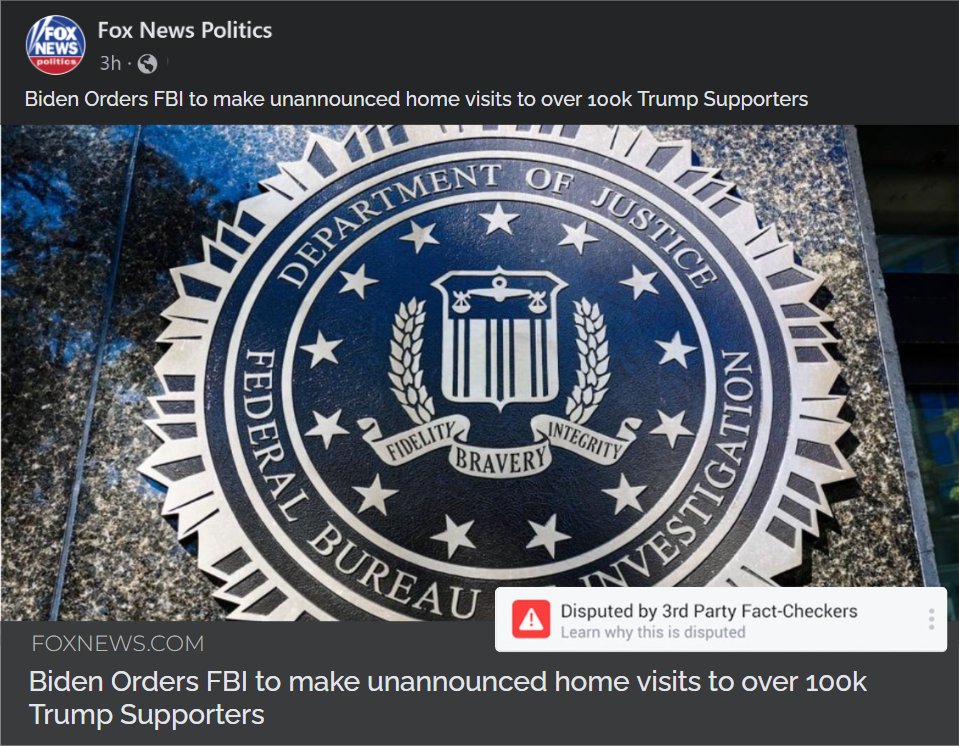 FOX
NEWS
politics
Fox News Politics
3h ·
Biden Orders FBI to make unannounced home visits to over 100k Trump Supporters
DEPARTMENT OF JUSTICE
FIDELITY BRAVERY INTEGRITY
FEDERAL BUREAU INVESTIGATION
Disputed by 3rd Party Fact-Checkers
Learn why this is disputed
FOXNEWS.COM
Biden Orders FBI to make unannounced home visits to over 100k
Trump Supporters